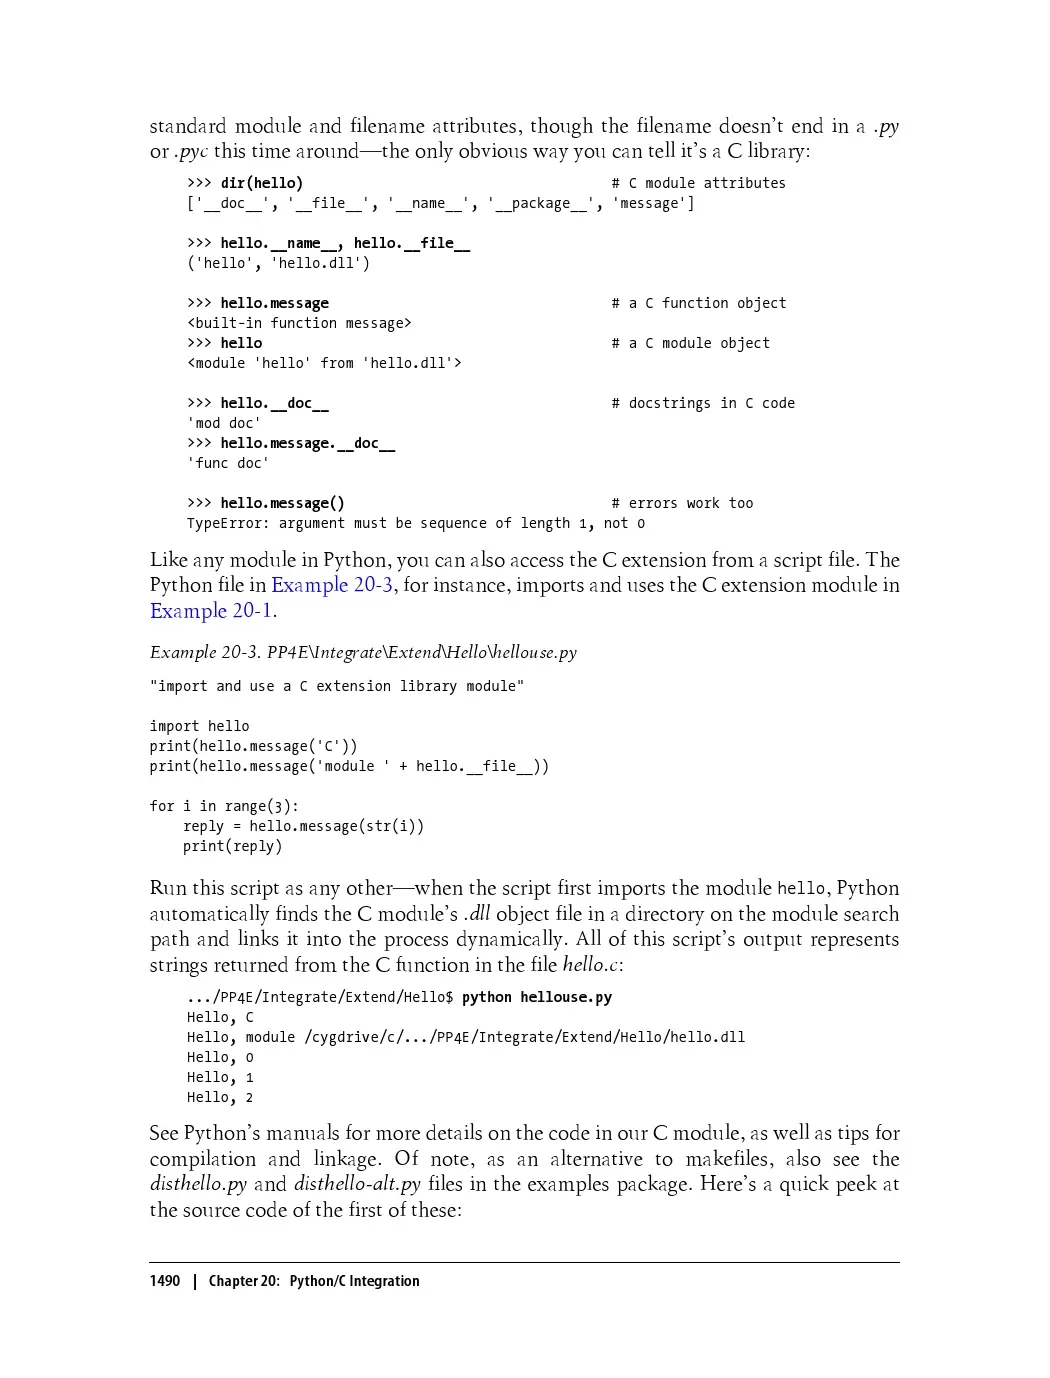 standard module and filename attributes, though the filename doesn’t end in a .py
or .pyc this time around—the only obvious way you can tell it’s a C library:
>>> dir(hello) # C module attributes
['__doc__', '__file__', '__name__', '__package__', 'message']
>>> hello.__name__, hello.__file__
('hello', 'hello.dll')
>>> hello.message # a C function object
<built-in function message>
>>> hello # a C module object
<module 'hello' from 'hello.dll'>
>>> hello.__doc__ # docstrings in C code
'mod doc'
>>> hello.message.__doc__
'func doc'
>>> hello.message() # errors work too
TypeError: argument must be sequence of length 1, not 0
Like any module in Python, you can also access the C extension from a script file. The
Python file in Example 20-3, for instance, imports and uses the C extension module in
Example 20-1.
Example 20-3. PP4E\Integrate\Extend\Hello\hellouse.py
"import and use a C extension library module"
import hello
print(hello.message('C'))
print(hello.message('module ' + hello.__file__))
for i in range(3):
    reply = hello.message(str(i))
    print(reply)
Run this script as any other—when the script first imports the module hello, Python
automatically finds the C module’s .dll object file in a directory on the module search
path and links it into the process dynamically. All of this script’s output represents
strings returned from the C function in the file hello.c:
.../PP4E/Integrate/Extend/Hello$ python hellouse.py
Hello, C
Hello, module /cygdrive/c/.../PP4E/Integrate/Extend/Hello/hello.dll
Hello, 0
Hello, 1
Hello, 2
See Python’s manuals for more details on the code in our C module, as well as tips for
compilation and linkage. Of note, as an alternative to makefiles, also see the
disthello.py and disthello-alt.py files in the examples package. Here’s a quick peek at
the source code of the first of these:
1490 | Chapter 20: Python/C Integration